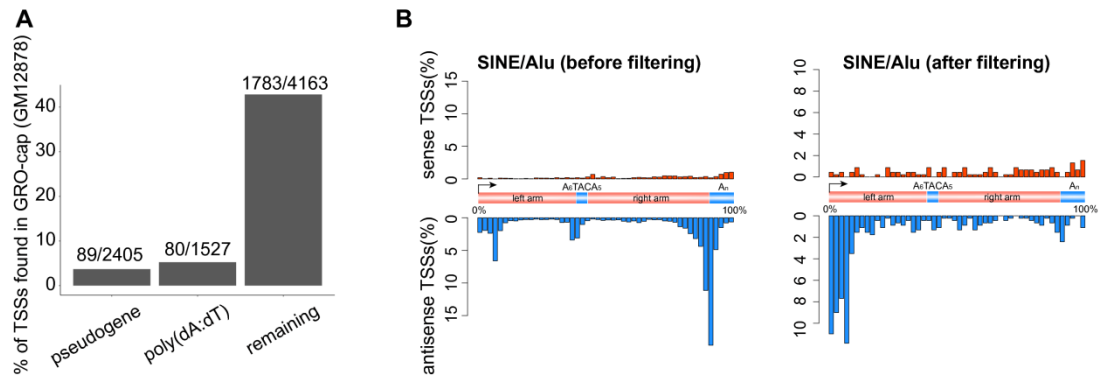 A
% of TSSs found in GRO-cap (GM12878)
40
30
20
10
0
89/2405
80/1527
1783/4163
pseudogene
poly(dA:dT)
remaining
B
SINE/Alu (before filtering)
sense TSSs(%)
15
10
5
0
A₆TACA₅
Aₙ
left arm
right arm
0%
100%
antisense TSSs(%)
0
5
10
15
SINE/Alu (after filtering)
10
8
6
4
2
0
A₆TACA₅
Aₙ
left arm
right arm
0%
100%
0
2
4
6
8
10